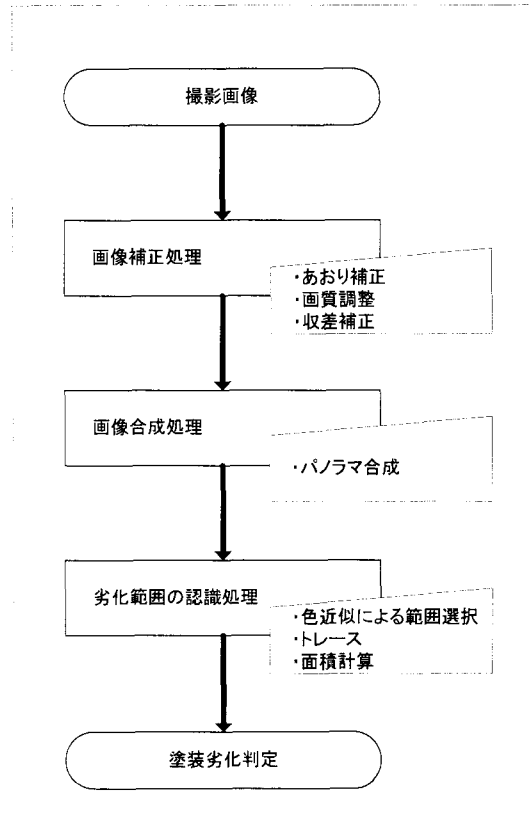 撮影画像
画像補正処理
・あおり補正
・画質調整
・収差補正
画像合成処理
・パノラマ合成
劣化範囲の認識処理
・色近似による範囲選択
・トレース
・面積計算
塗装劣化判定